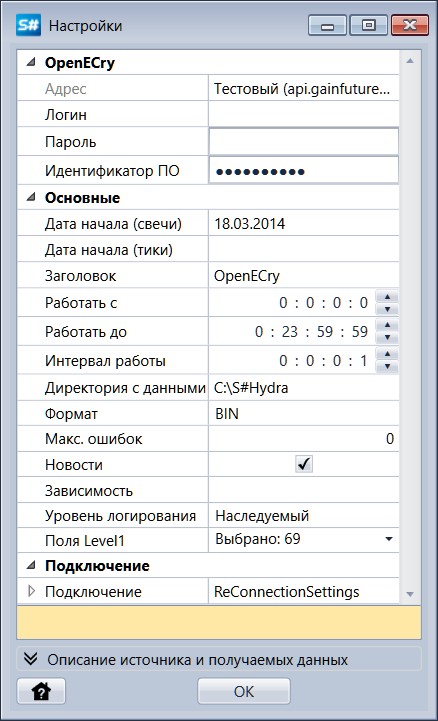 S# Настройки
OpenECry
Адрес Тестовый (api.gainfuture...
Логин
Пароль
Идентификатор ПО ●●●●●●●●●●
Основные
Дата начала (свечи) 18.03.2014
Дата начала (тики)
Заголовок OpenECry
Работать с 0 : 0 : 0 : 0
Работать до 0 : 23 : 59 : 59
Интервал работы 0 : 0 : 0 : 1
Директория с данными C:\S#Hydra
Формат BIN
Макс. ошибок 0
Новости
Зависимость
Уровень логирования Наследуемый
Поля Level1 Выбрано: 69
Подключение
Подключение ReConnectionSettings
Описание источника и получаемых данных
? OK